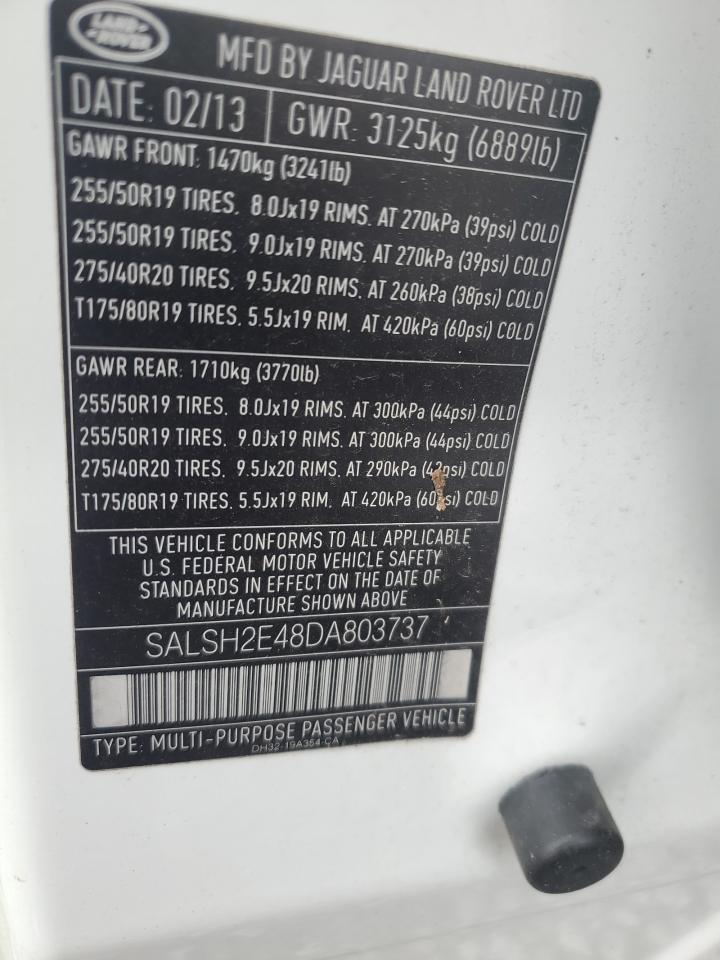 LAND ROVER
MFD BY JAGUAR LAND ROVER LTD
DATE: 02/13 GWR: 3125kg (6889lb)
GAWR FRONT: 1470kg (3241lb)
255/50R19 TIRES. 8.0Jx19 RIMS. AT 270kPa (39psi) COLD
255/50R19 TIRES. 9.0Jx19 RIMS. AT 270kPa (39psi) COLD
275/40R20 TIRES. 9.5Jx20 RIMS. AT 260kPa (38psi) COLD
T175/80R19 TIRES. 5.5Jx19 RIM. AT 420kPa (60psi) COLD
GAWR REAR: 1710kg (3770lb)
255/50R19 TIRES. 8.0Jx19 RIMS. AT 300kPa (44psi) COLD
255/50R19 TIRES. 9.0Jx19 RIMS. AT 300kPa (44psi) COLD
275/40R20 TIRES. 9.5Jx20 RIMS. AT 290kPa (42psi) COLD
T175/80R19 TIRES. 5.5Jx19 RIM. AT 420kPa (60psi) COLD
THIS VEHICLE CONFORMS TO ALL APPLICABLE
U.S. FEDERAL MOTOR VEHICLE SAFETY
STANDARDS IN EFFECT ON THE DATE OF
MANUFACTURE SHOWN ABOVE
SALSH2E48DA803737
TYPE: MULTI-PURPOSE PASSENGER VEHICLE
DH32-19A354-CA